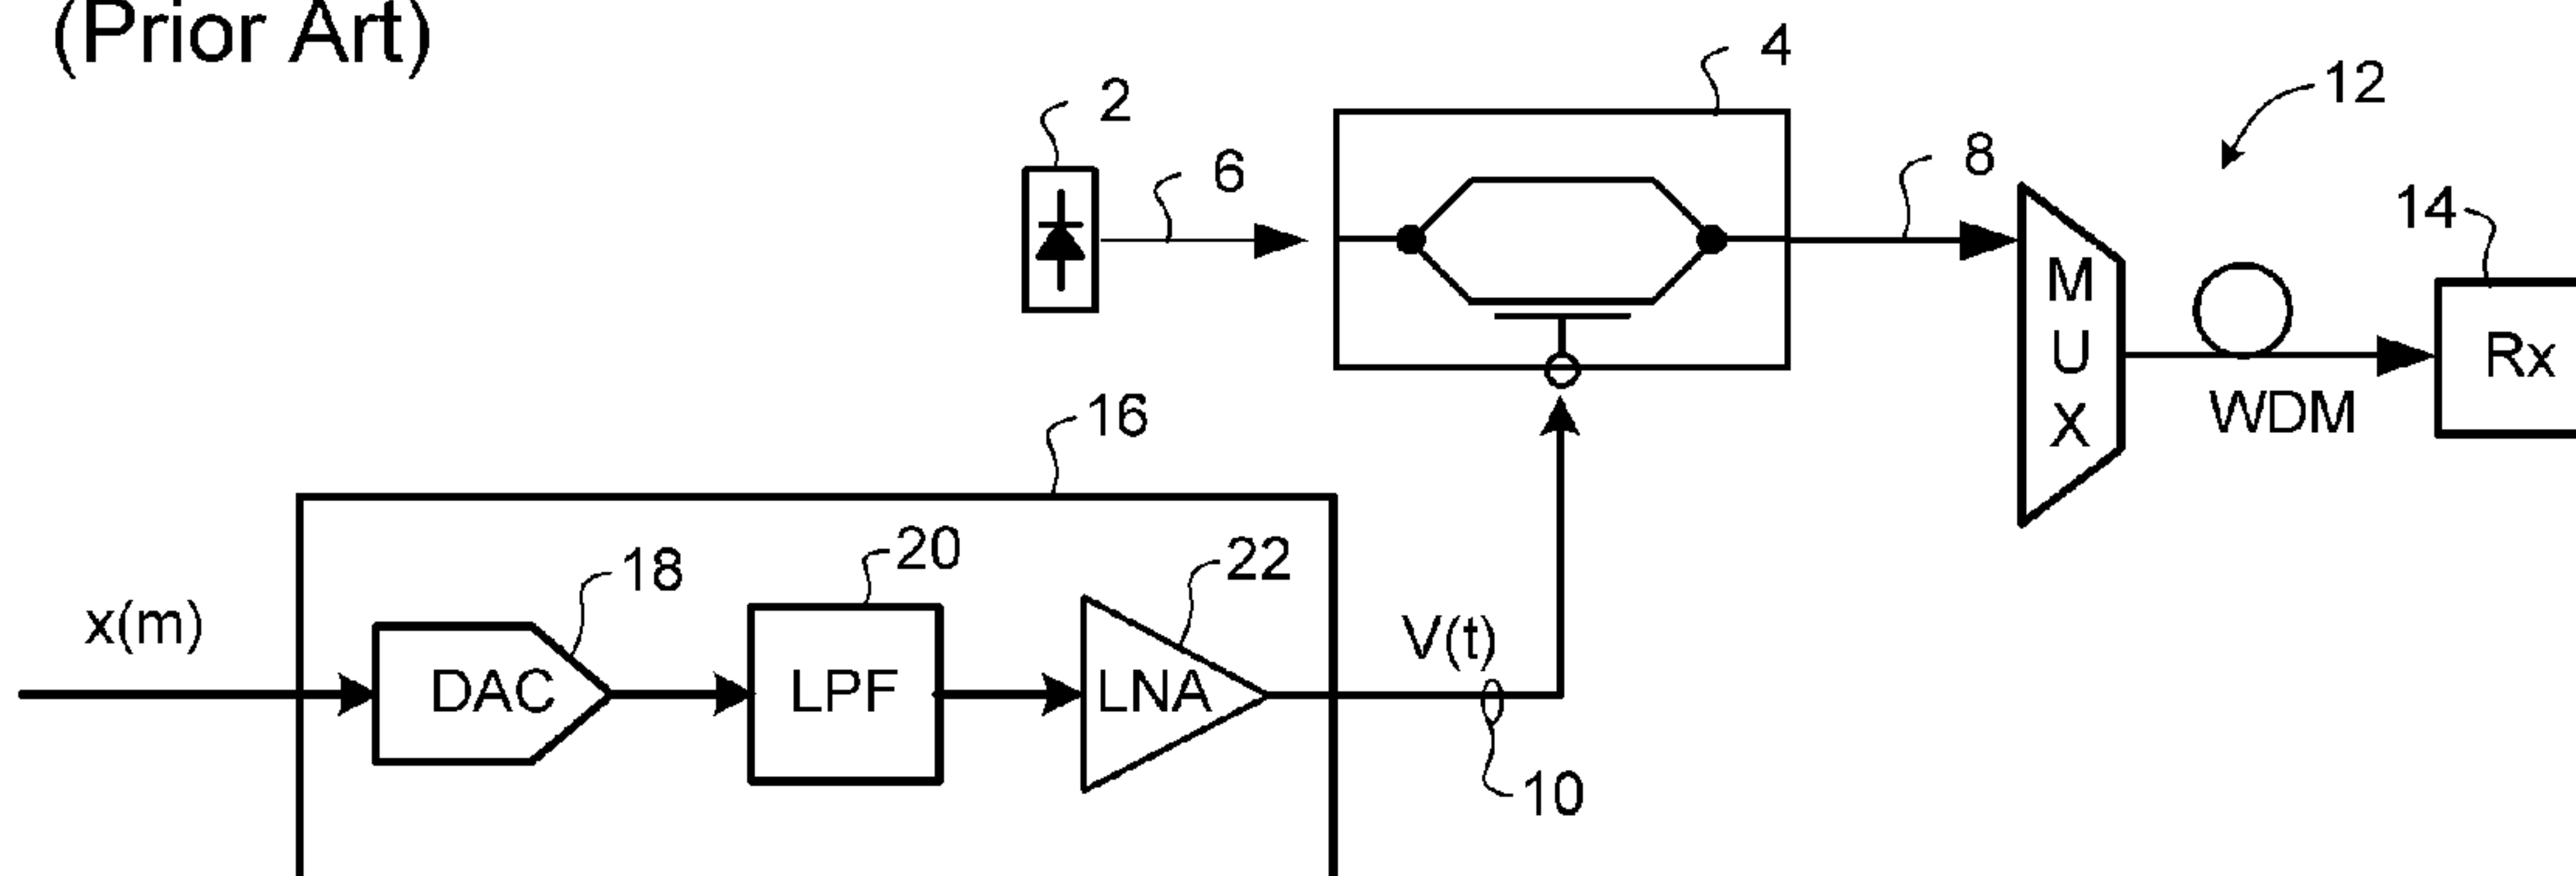 (Prior Art)
4
2
12
6
8
14
M
U
X
Rx
WDM
16
20
22
18
x(m)
V(t)
DAC
LPF
LNA
10